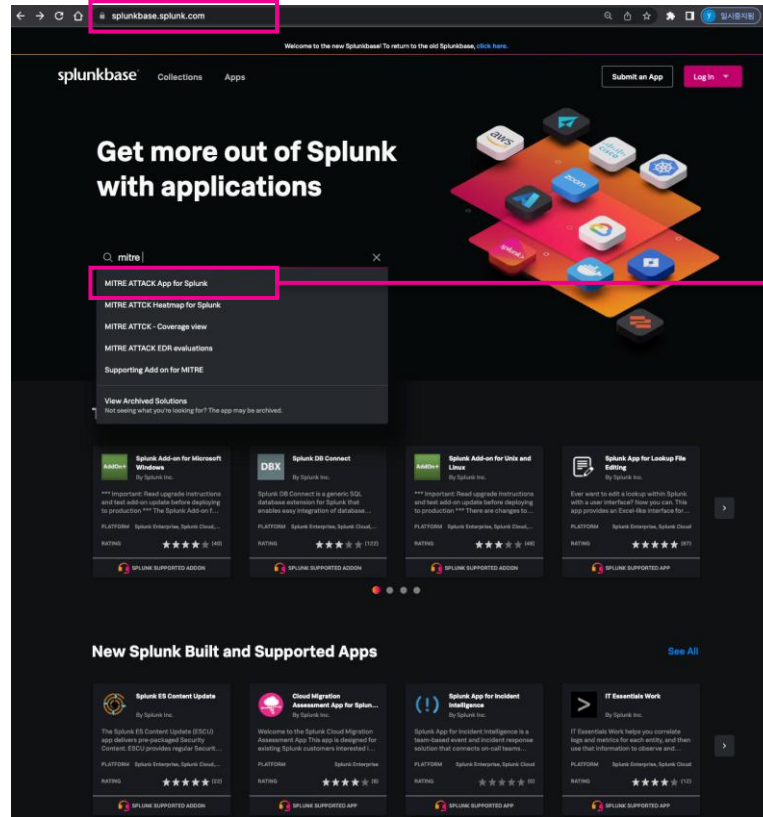 splunkbase.splunk.com
일시중지됨
Welcome to the new Splunkbase! To return to the old Splunkbase, click here.
splunkbase Collections Apps Submit an App Log In
Get more out of Splunk
with applications
aws
cisco
zoom
splunk>
mitre
MITRE ATTACK App for Splunk
MITRE ATTCK Heatmap for Splunk
MITRE ATTCK - Coverage view
MITRE ATTACK EDR evaluations
Supporting Add on for MITRE
View Archived Solutions
Not seeing what you're looking for? The app may be archived.
AddOn+
Splunk Add-on for Microsoft
Windows
By Splunk Inc.
*** Important: Read upgrade instructions
and test add-on update before deploying
to production *** The Splunk Add-on f...
PLATFORM Splunk Enterprise, Splunk Cloud,...
RATING (40)
SPLUNK SUPPORTED ADDON
DBX
Splunk DB Connect
By Splunk Inc.
Splunk DB Connect is a generic SQL
database extension for Splunk that
enables easy integration of database...
PLATFORM Splunk Enterprise, Splunk Cloud,...
RATING (122)
SPLUNK SUPPORTED ADDON
AddOn+
Splunk Add-on for Unix and
Linux
By Splunk Inc.
*** Important: Read upgrade instructions
and test add-on update before deploying
to production *** There are changes to...
PLATFORM Splunk Enterprise, Splunk Cloud,...
RATING (48)
SPLUNK SUPPORTED ADDON
Splunk App for Lookup File
Editing
By Splunk Inc.
Ever want to edit a lookup within Splunk
with a user interface? Now you can. This
app provides an Excel-like interface for...
PLATFORM Splunk Enterprise, Splunk Cloud
RATING (87)
SPLUNK SUPPORTED APP
New Splunk Built and Supported Apps See All
Splunk ES Content Update
By Splunk Inc.
The Splunk ES Content Update (ESCU)
app delivers pre-packaged Security
Content. ESCU provides regular Securit...
PLATFORM Splunk Enterprise, Splunk Cloud,...
RATING (22)
SPLUNK SUPPORTED ADDON
Cloud Migration
Assessment App for Splun...
By Splunk Inc.
Welcome to the Splunk Cloud Migration
Assessment App This app is designed for
existing Splunk customers interested i...
PLATFORM Splunk Enterprise
RATING (8)
SPLUNK SUPPORTED APP
Splunk App for Incident
Intelligence
By Splunk Inc.
Splunk App for Incident Intelligence is a
team-based event and incident response
solution that connects on-call teams...
PLATFORM Splunk Enterprise, Splunk Cloud
RATING (0)
SPLUNK SUPPORTED APP
IT Essentials Work
By Splunk Inc.
IT Essentials Work helps you correlate
logs and metrics for each entity, and then
use that information to observe and...
PLATFORM Splunk Enterprise, Splunk Cloud
RATING (12)
SPLUNK SUPPORTED APP